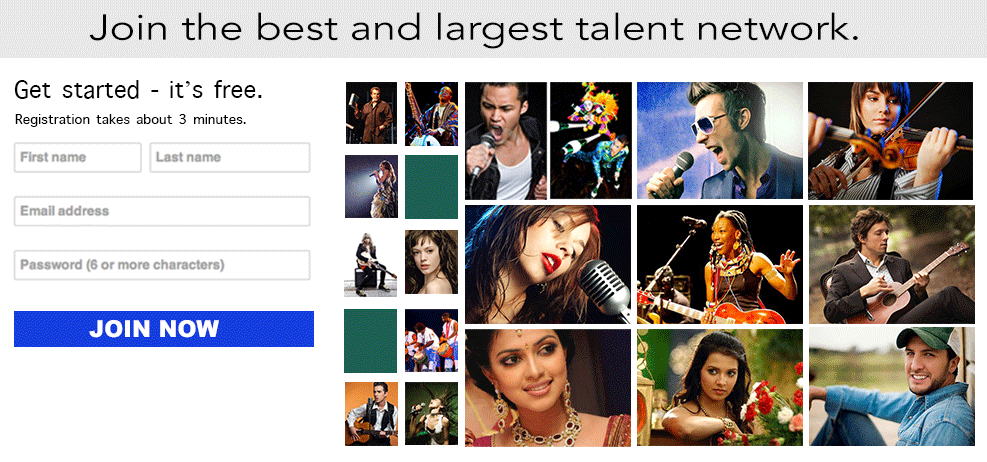 Join the best and largest talent network.
Get started - it's free.
Registration takes about 3 minutes.
First name
Last name
Email address
Password (6 or more characters)
JOIN NOW